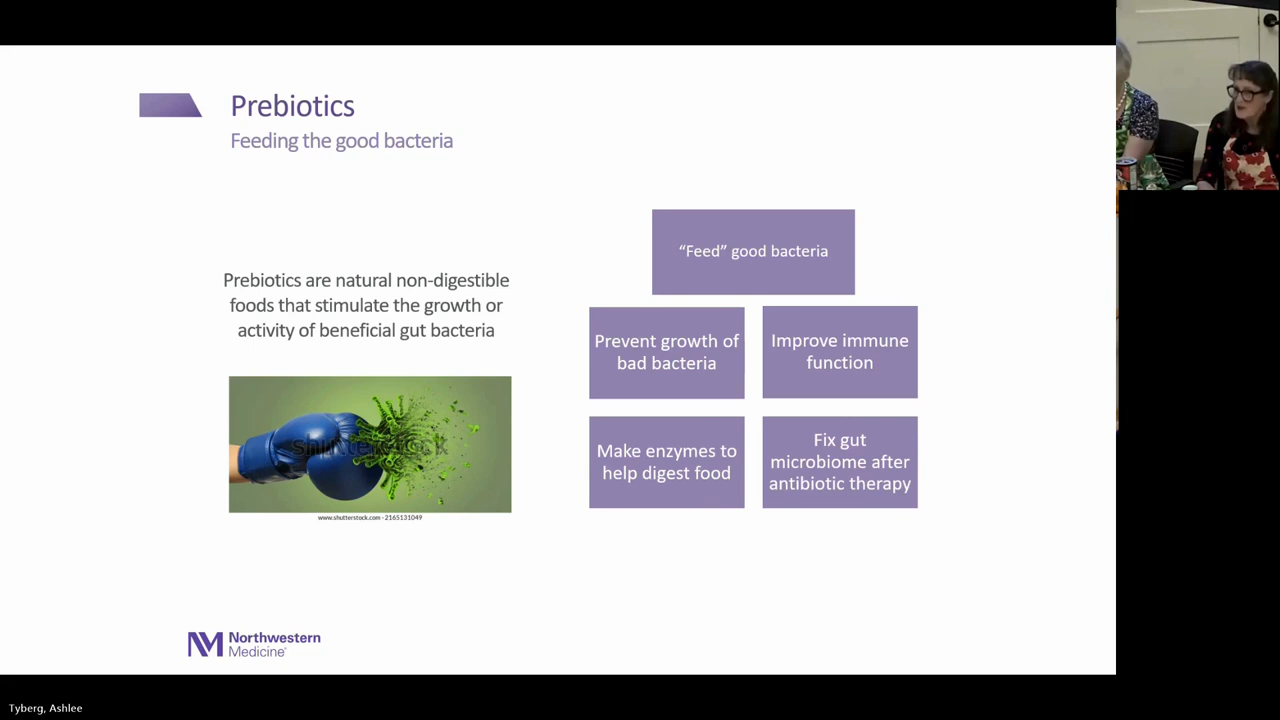 Prebiotics
Feeding the good bacteria
Prebiotics are natural non-digestible
foods that stimulate the growth or
activity of beneficial gut bacteria
shutterstock
www.shutterstock.com · 2165131049
“Feed” good bacteria
Prevent growth of
bad bacteria
Improve immune
function
Make enzymes to
help digest food
Fix gut
microbiome after
antibiotic therapy
NM
Northwestern
Medicine®
Tyberg, Ashlee